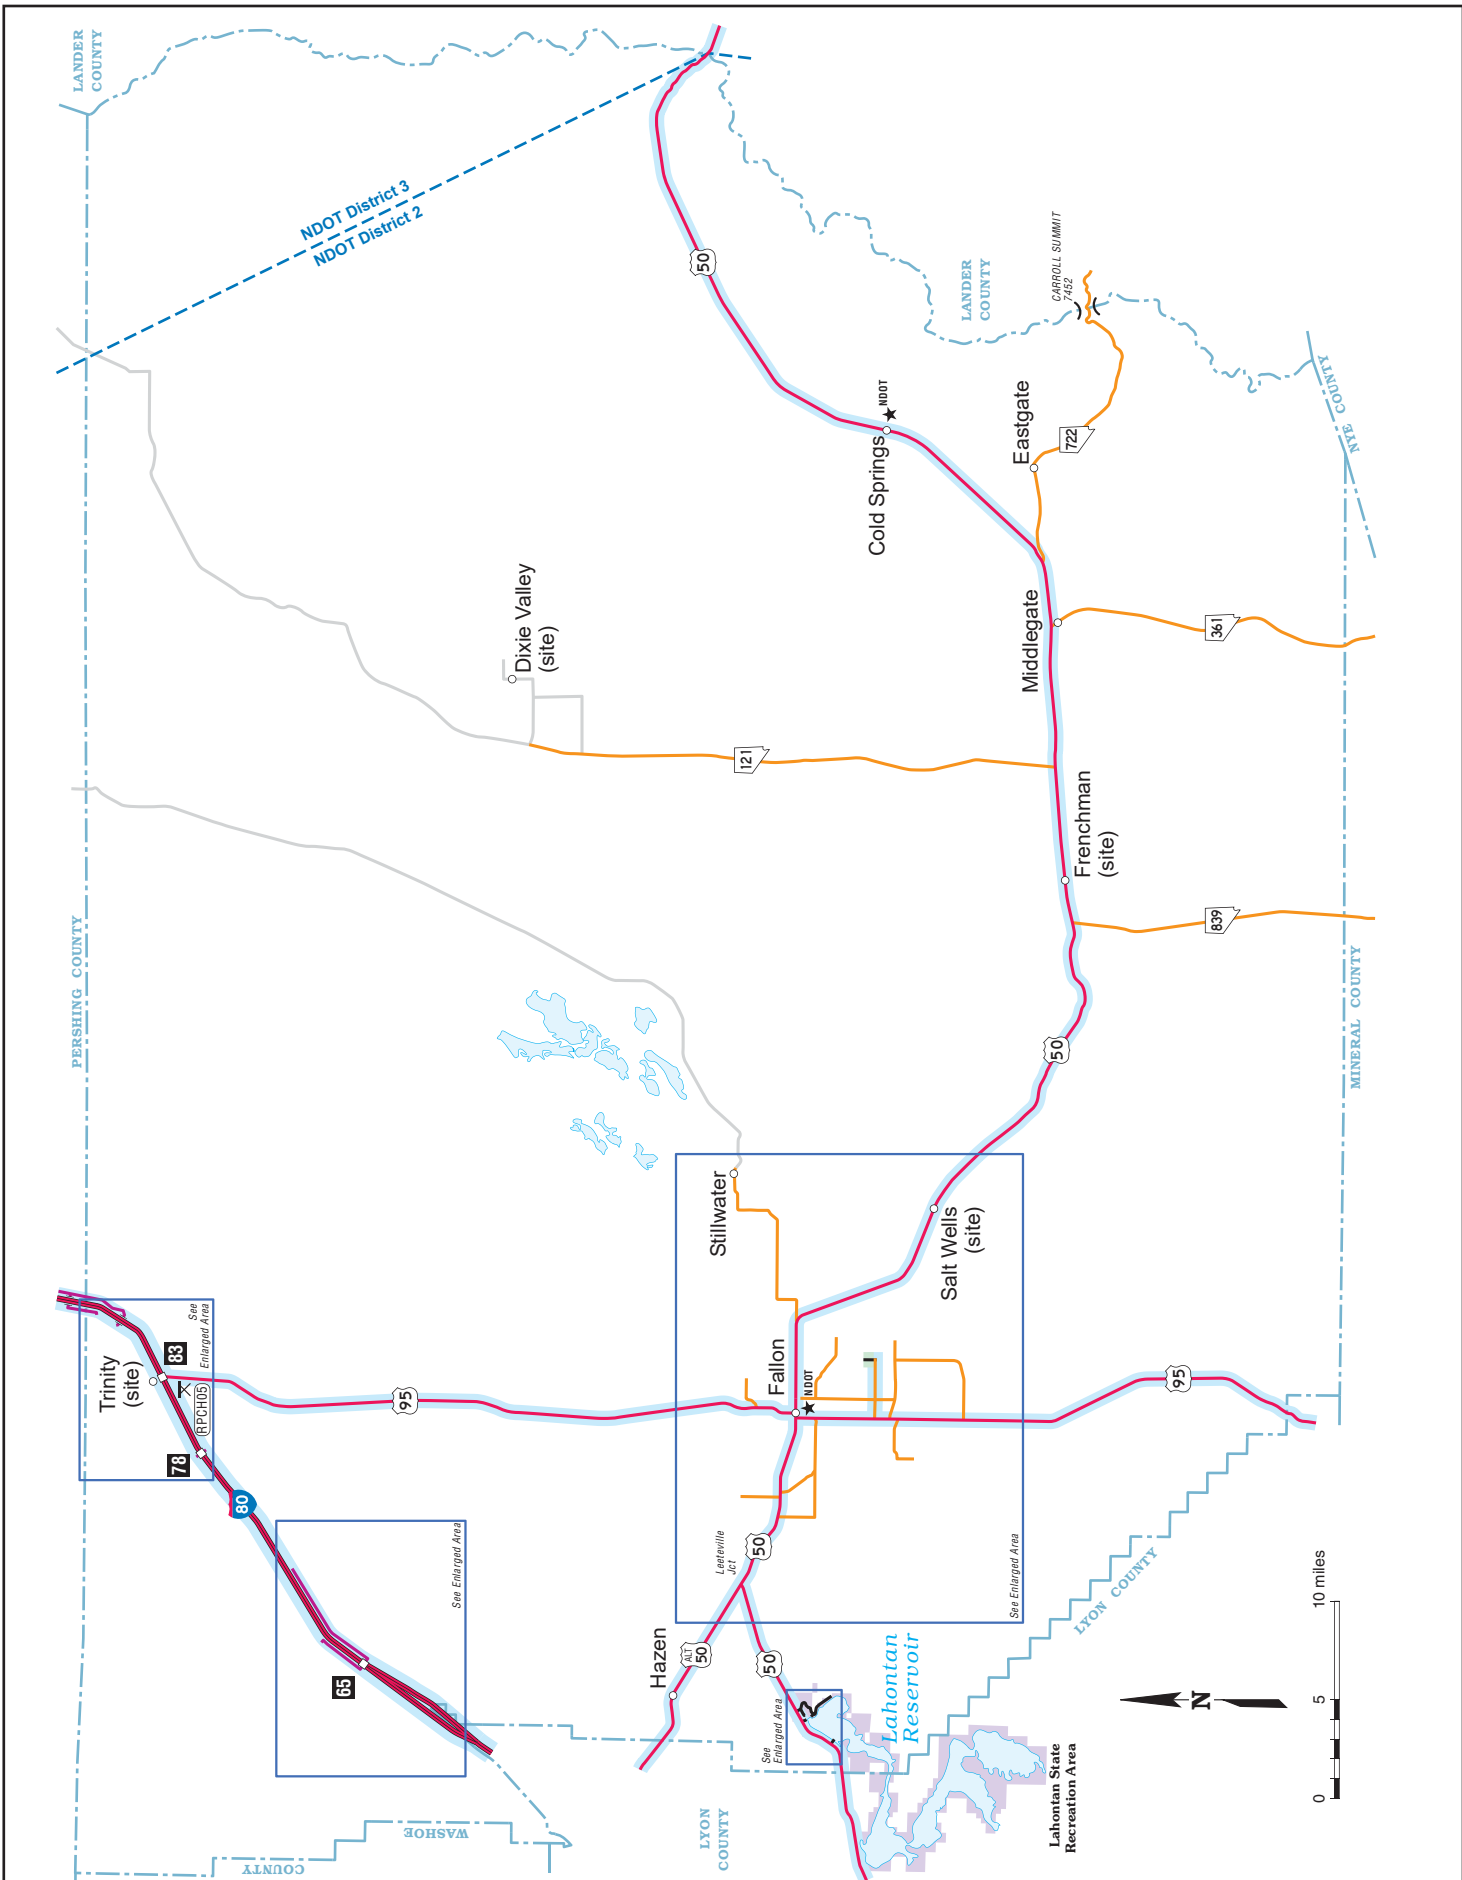 LANDER
COUNTY
NDOT District 3
NDOT District 2
PERSHING COUNTY
50
CARROLL SUMMIT
7452
LANDER
COUNTY
NYE COUNTY
NDOT
Cold Springs
Eastgate
722
Dixie Valley
(site)
Middlegate
361
121
Frenchman
(site)
839
50
MINERAL COUNTY
Stillwater
Salt Wells
(site)
See
Enlarged Area
83
Trinity
(site)
RPCH05
78
80
95
Fallon
NDOT
95
See Enlarged Area
65
Leeteville
Jct
50
See Enlarged Area
Hazen
ALT
50
50
See
Enlarged Area
Lahontan
Reservoir
LYON COUNTY
Lahontan State
Recreation Area
WASHOE
COUNTY
LYON
COUNTY
N
0
5
10 miles